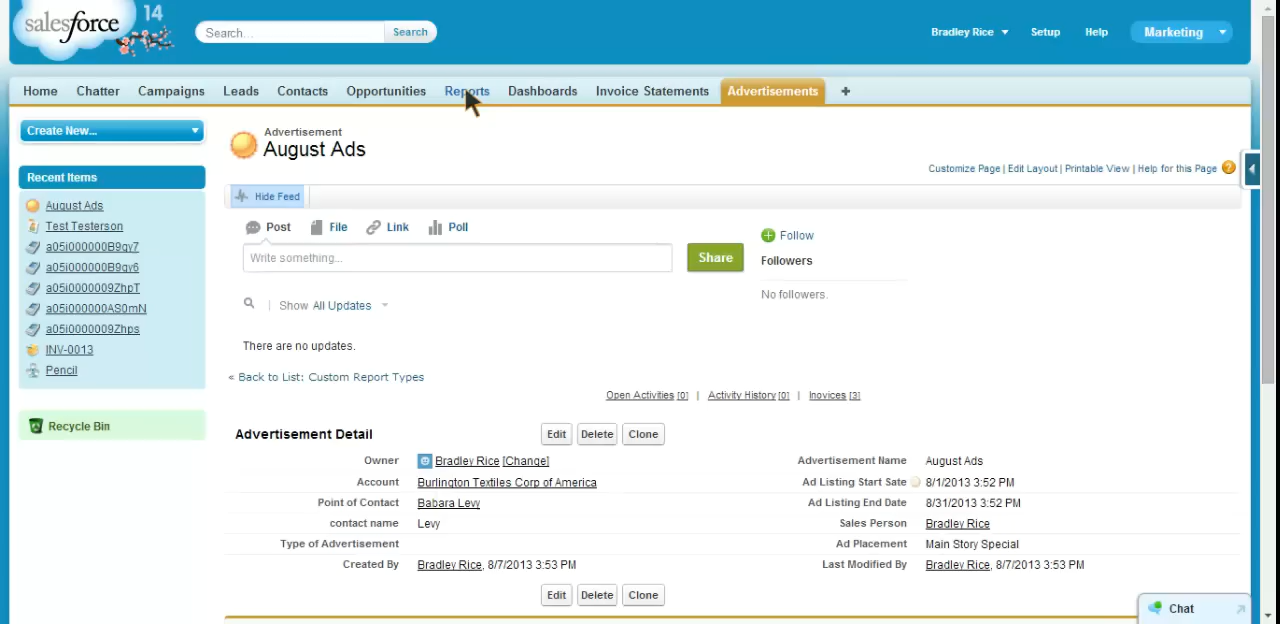 salesforce 14
Search... Search
Bradley Rice Setup Help Marketing
Home Chatter Campaigns Leads Contacts Opportunities Reports Dashboards Invoice Statements Advertisements +
Create New...
Recent Items
August Ads
Test Testerson
a05i000000B9gy7
a05i000000B9gy6
a05i0000009ZhpT
a05i000000AS0mN
a05i0000009Zhps
INV-0013
Pencil
Recycle Bin
Advertisement
August Ads
Customize Page | Edit Layout | Printable View | Help for this Page ?
Hide Feed
Post File Link Poll
Write something... Share
Follow
Followers
No followers.
| Show All Updates
There are no updates.
« Back to List: Custom Report Types
Open Activities [0] | Activity History [0] | Invoices [3]
Advertisement Detail Edit Delete Clone
Owner Bradley Rice [Change] Advertisement Name August Ads
Account Burlington Textiles Corp of America Ad Listing Start Sate 8/1/2013 3:52 PM
Point of Contact Babara Levy Ad Listing End Date 8/31/2013 3:52 PM
contact name Levy Sales Person Bradley Rice
Type of Advertisement Ad Placement Main Story Special
Created By Bradley Rice, 8/7/2013 3:53 PM Last Modified By Bradley Rice, 8/7/2013 3:53 PM
Edit Delete Clone
Chat